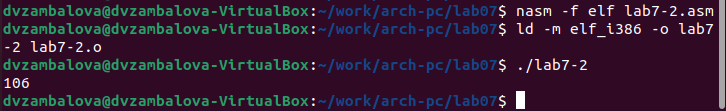 dvzambalova@dvzambalova-VirtualBox:~/work/arch-pc/lab07$ nasm -f elf lab7-2.asm
dvzambalova@dvzambalova-VirtualBox:~/work/arch-pc/lab07$ ld -m elf_i386 -o lab7
-2 lab7-2.o
dvzambalova@dvzambalova-VirtualBox:~/work/arch-pc/lab07$ ./lab7-2
106
dvzambalova@dvzambalova-VirtualBox:~/work/arch-pc/lab07$